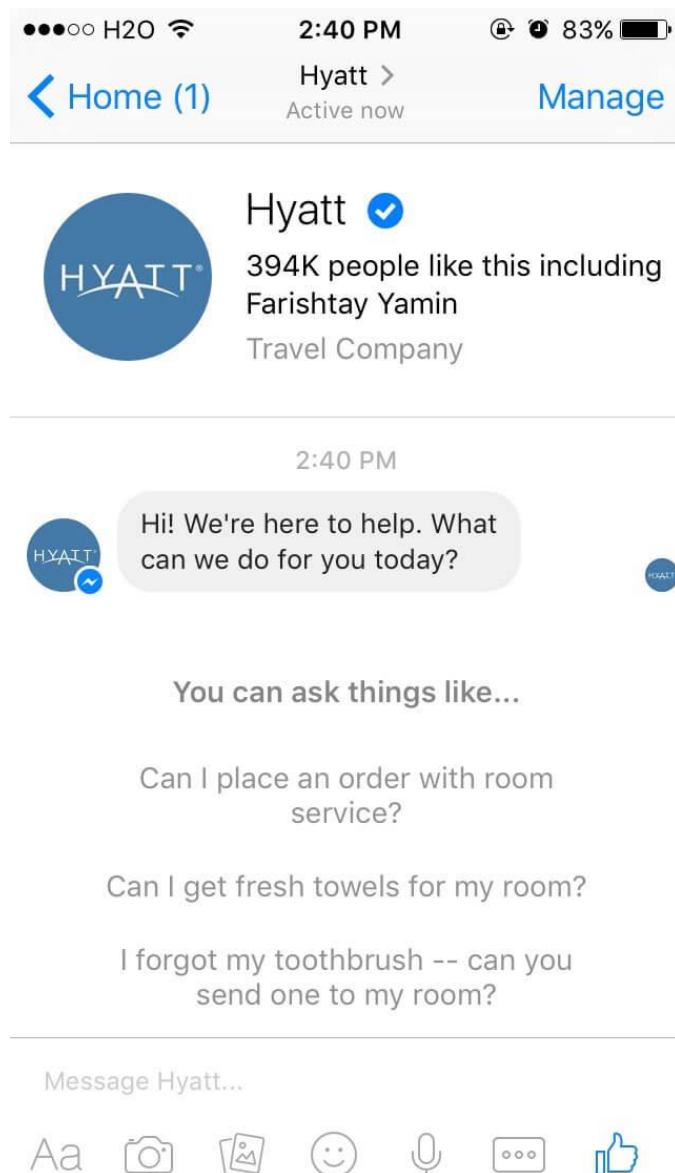 H2O 2:40 PM 83%
Home (1) Hyatt Manage
Active now
Hyatt
HYATT
394K people like this including
Farishtay Yamin
Travel Company
2:40 PM
Hi! We're here to help. What
can we do for you today?
HYATT
HYATT
You can ask things like...
Can I place an order with room
service?
Can I get fresh towels for my room?
I forgot my toothbrush -- can you
send one to my room?
Message Hyatt...
Aa